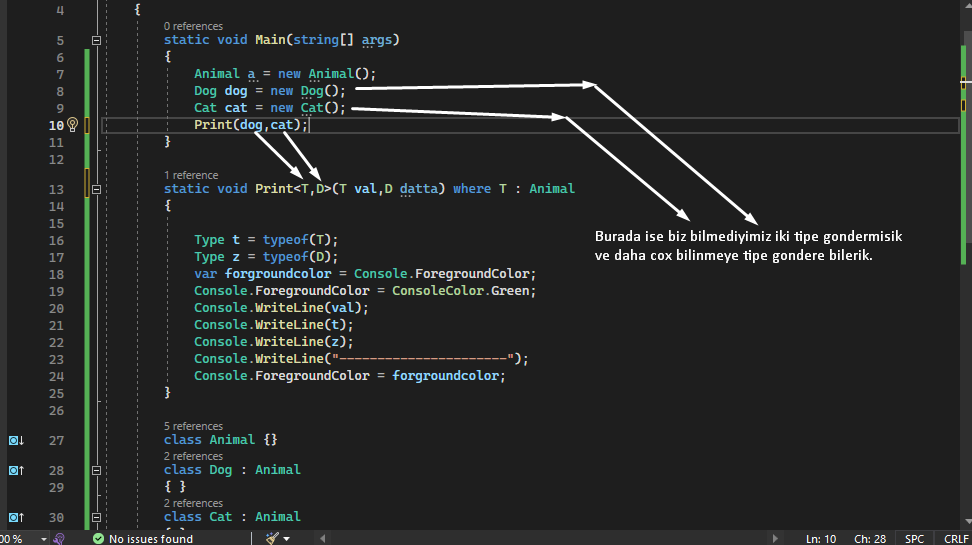 4 {
0 references
5 static void Main(string[] args)
6 {
7 Animal a = new Animal();
8 Dog dog = new Dog();
9 Cat cat = new Cat();
10 Print(dog,cat);
11 }
12
1 reference
13 static void Print<T,D>(T val,D datta) where T : Animal
14 {
15
16 Type t = typeof(T);
17 Type z = typeof(D);
18 var forgroundcolor = Console.ForegroundColor;
19 Console.ForegroundColor = ConsoleColor.Green;
20 Console.WriteLine(val);
21 Console.WriteLine(t);
22 Console.WriteLine(z);
23 Console.WriteLine("----------------------");
24 Console.ForegroundColor = forgroundcolor;
25 }
26
Burada ise biz bilmediyimiz iki tipe gondermisik
ve daha cox bilinmeye tipe gondere bilerik.
5 references
27 class Animal {}
2 references
28 class Dog : Animal
29 { }
2 references
30 class Cat : Animal
00 % No issues found Ln: 10 Ch: 28 SPC CRLF